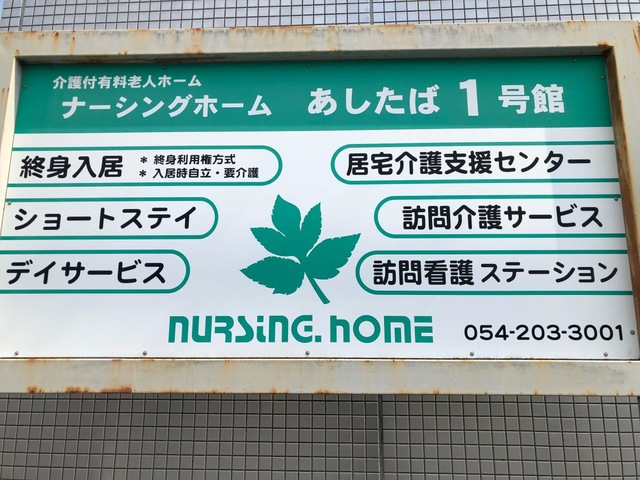 介護付有料老人ホーム
ナーシングホーム あしたば 1号館
終身入居
＊ 終身利用権方式
＊ 入居時自立・要介護
ショートステイ
デイサービス
居宅介護支援センター
訪問介護サービス
訪問看護ステーション
NURSING.HOME
054-203-3001